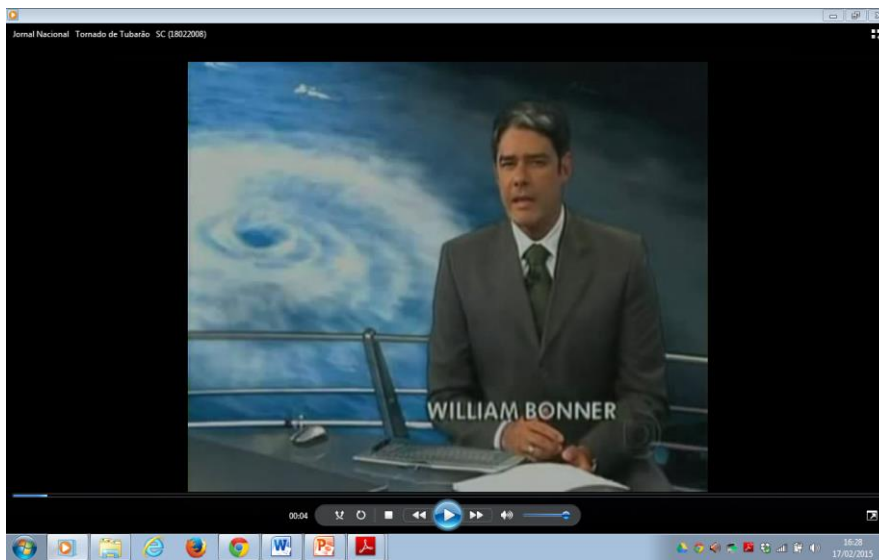 Jornal Nacional Tornado de Tubarão SC (18022008)
WILLIAM BONNER
00:04
16:28
17/02/2015